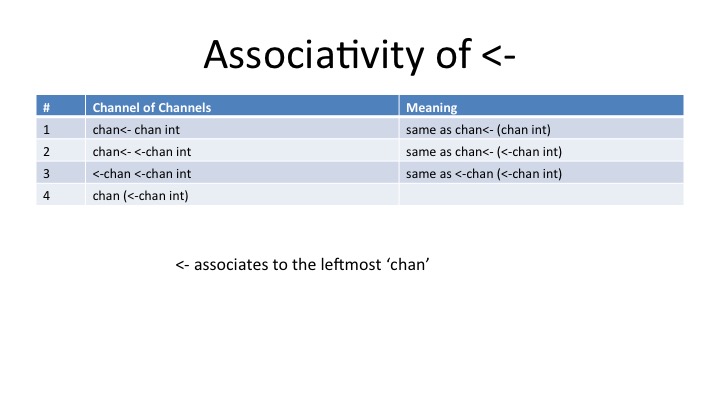 Associativity of <-
# Channel of Channels Meaning
1 chan<- chan int same as chan<- (chan int)
2 chan<- <-chan int same as chan<- (<-chan int)
3 <-chan <-chan int same as <-chan (<-chan int)
4 chan (<-chan int)
<- associates to the leftmost ‘chan’